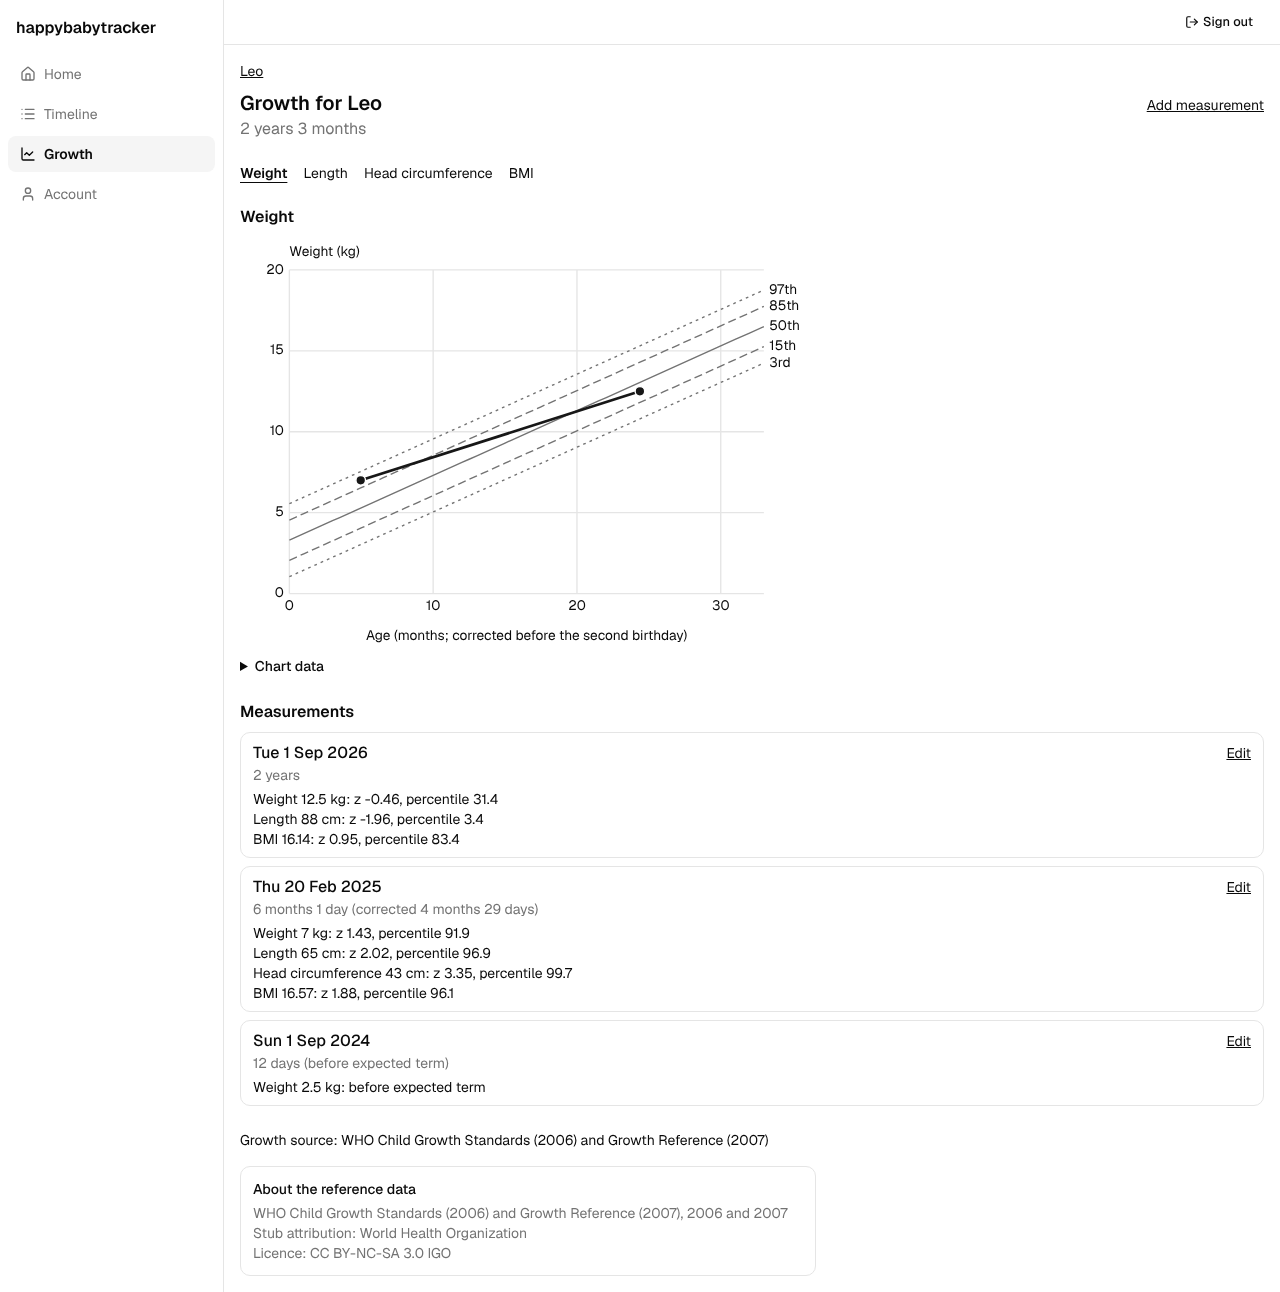 happybabytracker
Sign out
Home
Timeline
Growth
Account
Leo
Growth for Leo
Add measurement
2 years 3 months
Weight Length Head circumference BMI
Weight
Weight (kg)
20
15
10
5
0
97th
85th
50th
15th
3rd
0 10 20 30
Age (months; corrected before the second birthday)
Chart data
Measurements
Tue 1 Sep 2026
Edit
2 years
Weight 12.5 kg: z -0.46, percentile 31.4
Length 88 cm: z -1.96, percentile 3.4
BMI 16.14: z 0.95, percentile 83.4
Thu 20 Feb 2025
Edit
6 months 1 day (corrected 4 months 29 days)
Weight 7 kg: z 1.43, percentile 91.9
Length 65 cm: z 2.02, percentile 96.9
Head circumference 43 cm: z 3.35, percentile 99.7
BMI 16.57: z 1.88, percentile 96.1
Sun 1 Sep 2024
Edit
12 days (before expected term)
Weight 2.5 kg: before expected term
Growth source: WHO Child Growth Standards (2006) and Growth Reference (2007)
About the reference data
WHO Child Growth Standards (2006) and Growth Reference (2007), 2006 and 2007
Stub attribution: World Health Organization
Licence: CC BY-NC-SA 3.0 IGO